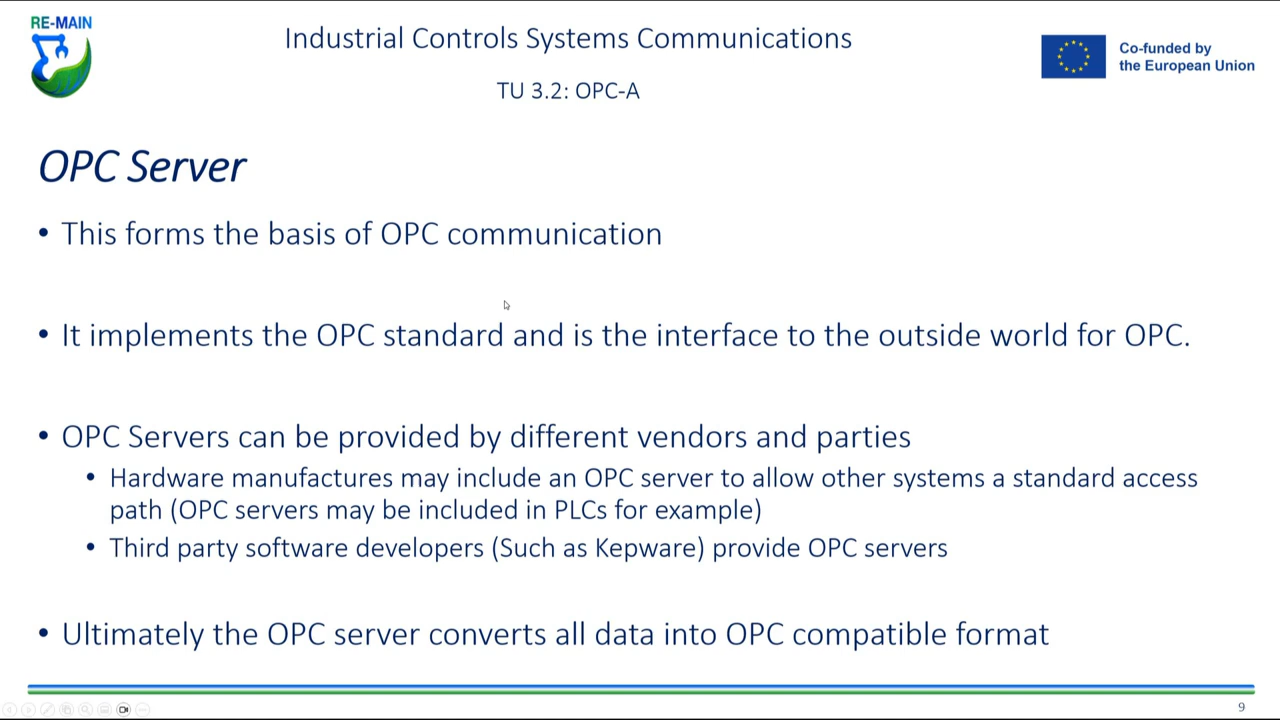 RE-MAIN
Industrial Controls Systems Communications
TU 3.2: OPC-A
Co-funded by
the European Union
OPC Server
• This forms the basis of OPC communication
• It implements the OPC standard and is the interface to the outside world for OPC.
• OPC Servers can be provided by different vendors and parties
• Hardware manufactures may include an OPC server to allow other systems a standard access
path (OPC servers may be included in PLCs for example)
• Third party software developers (Such as Kepware) provide OPC servers
• Ultimately the OPC server converts all data into OPC compatible format
9